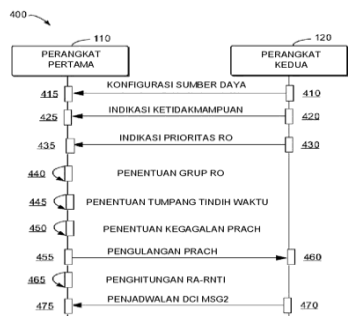 400
110
120
PERANGKAT
PERTAMA
PERANGKAT
KEDUA
KONFIGURASI SUMBER DAYA
415
410
INDIKASI KETIDAKMAMPUAN
425
420
INDIKASI PRIORITAS RO
435
430
440
PENENTUAN GRUP RO
445
PENENTUAN TUMPANG TINDIH WAKTU
450
PENENTUAN KEGAGALAN PRACH
455
PENGULANGAN PRACH
460
465
PENGHITUNGAN RA-RNTI
475
PENJADWALAN DCI MSG2
470